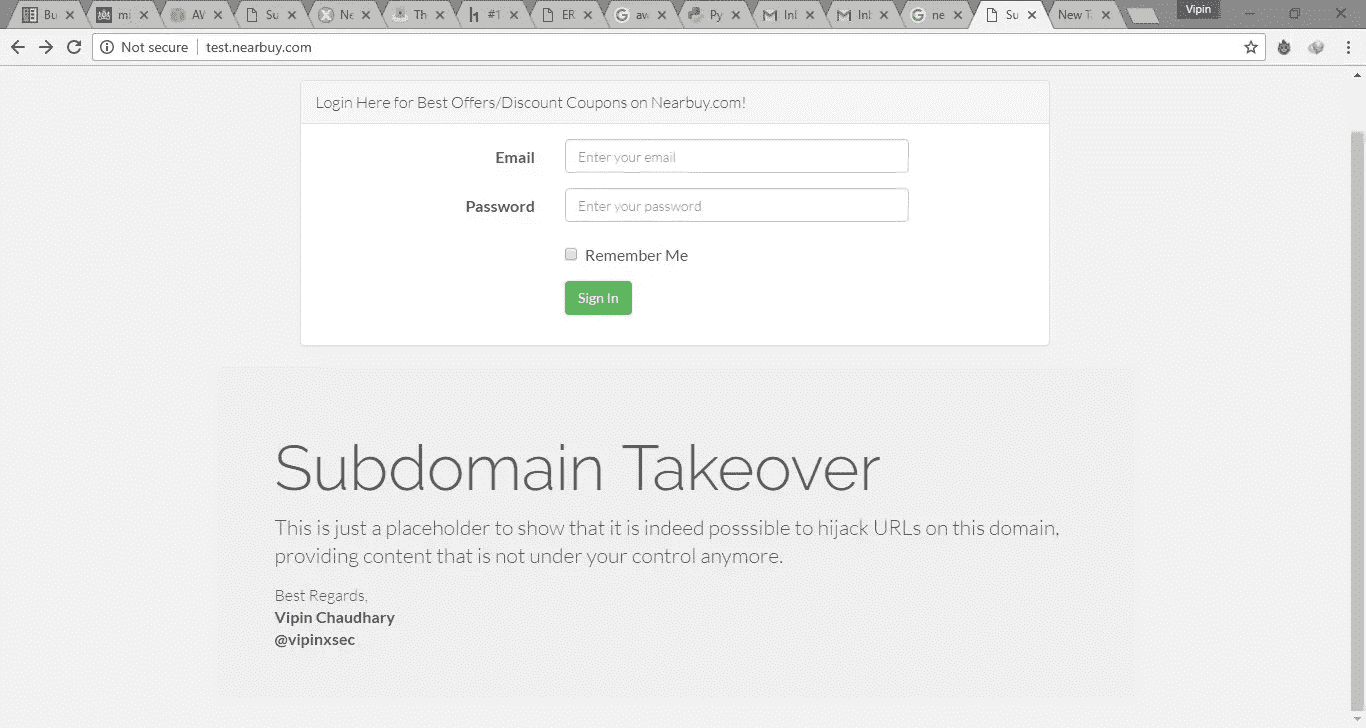 Bu
mi
AV
Su
Ne
Th
#1
ER
aw
Py
Inl
Inl
ne
Su
New T
Vipin
Not secure
test.nearbuy.com
Login Here for Best Offers/Discount Coupons on Nearbuy.com!
Email
Enter your email
Password
Enter your password
Remember Me
Sign In
Subdomain Takeover
This is just a placeholder to show that it is indeed posssible to hijack URLs on this domain,
providing content that is not under your control anymore.
Best Regards,
Vipin Chaudhary
@vipinxsec